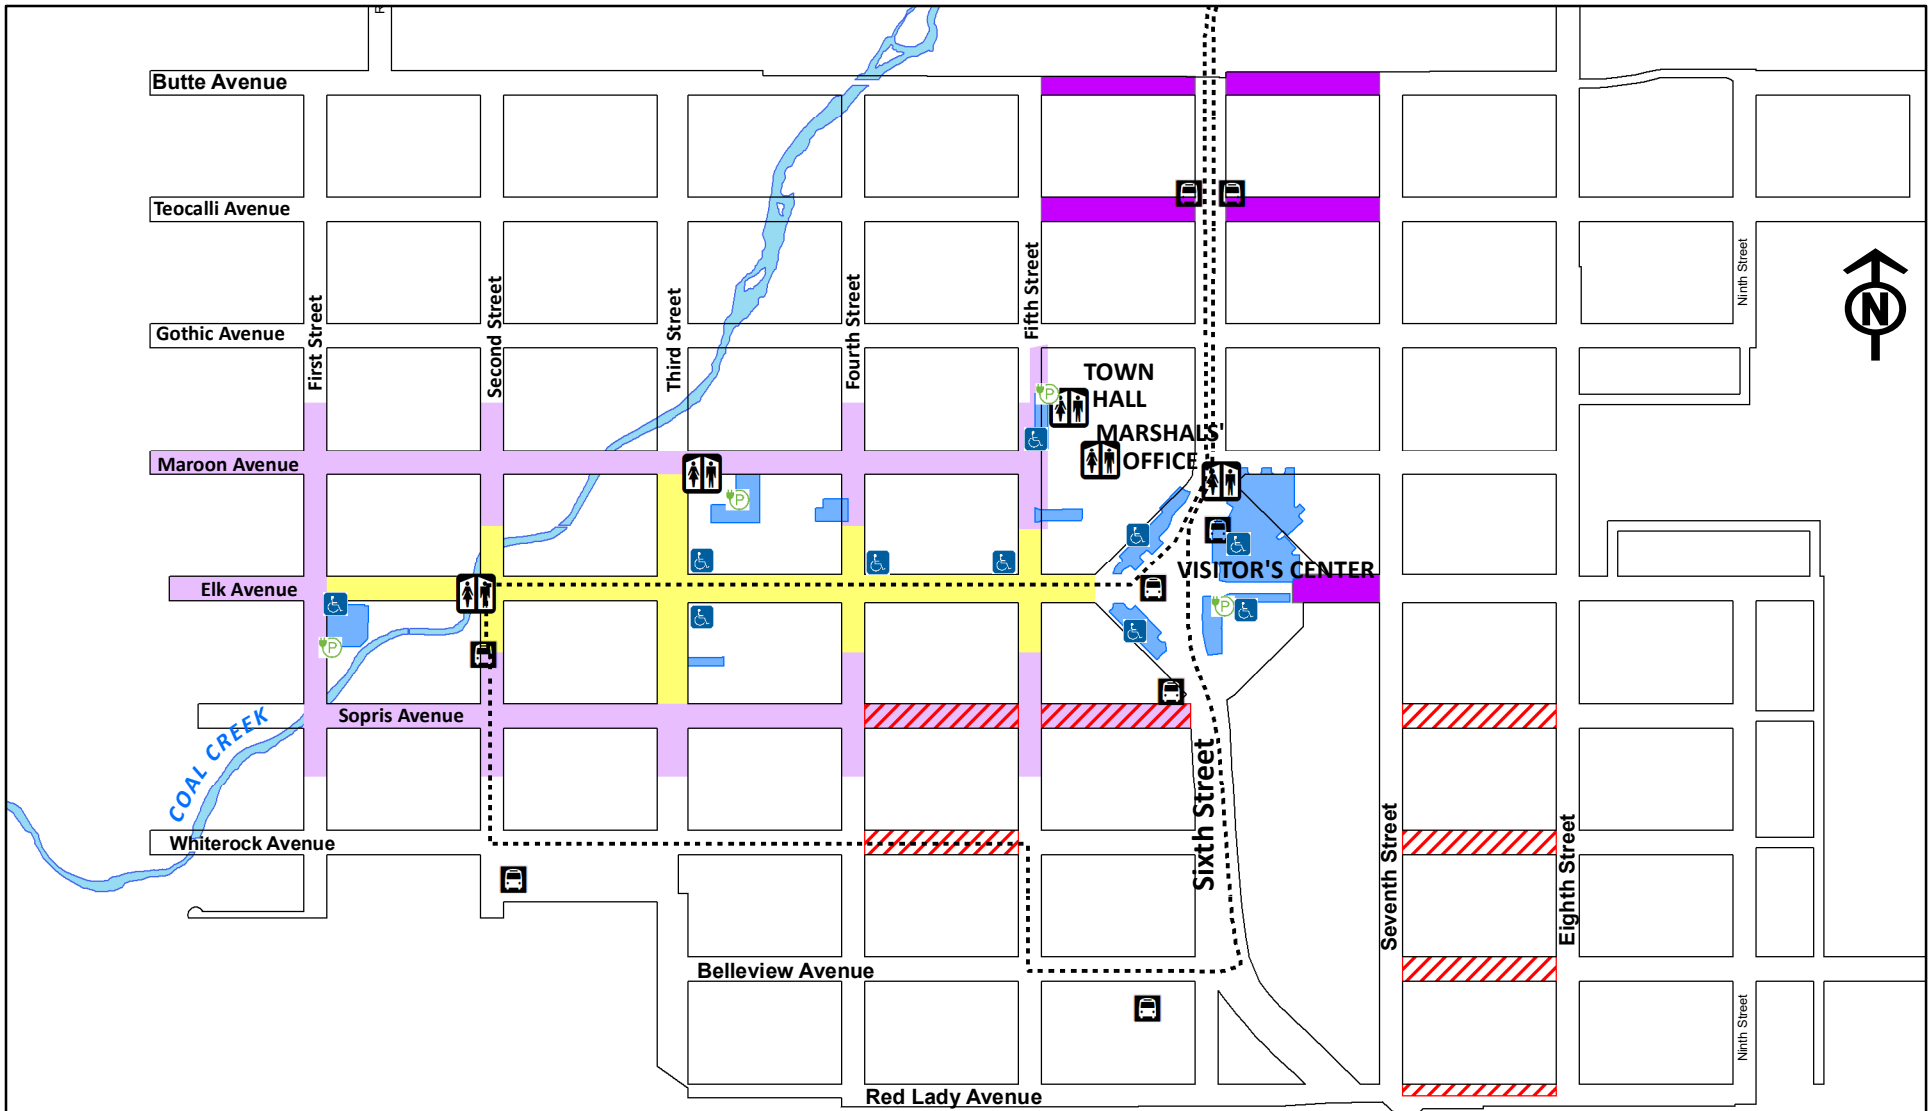 R
Butte Avenue
Teocalli Avenue
Gothic Avenue
First Street
Second Street
Third Street
Fourth Street
Fifth Street
Ninth Street
N
TOWN
HALL
MARSHALS'
OFFICE
Maroon Avenue
P
P
VISITOR'S CENTER
Elk Avenue
P
P
Sopris Avenue
COAL CREEK
Sixth Street
Seventh Street
Eighth Street
Whiterock Avenue
Belleview Avenue
Ninth Street
Red Lady Avenue